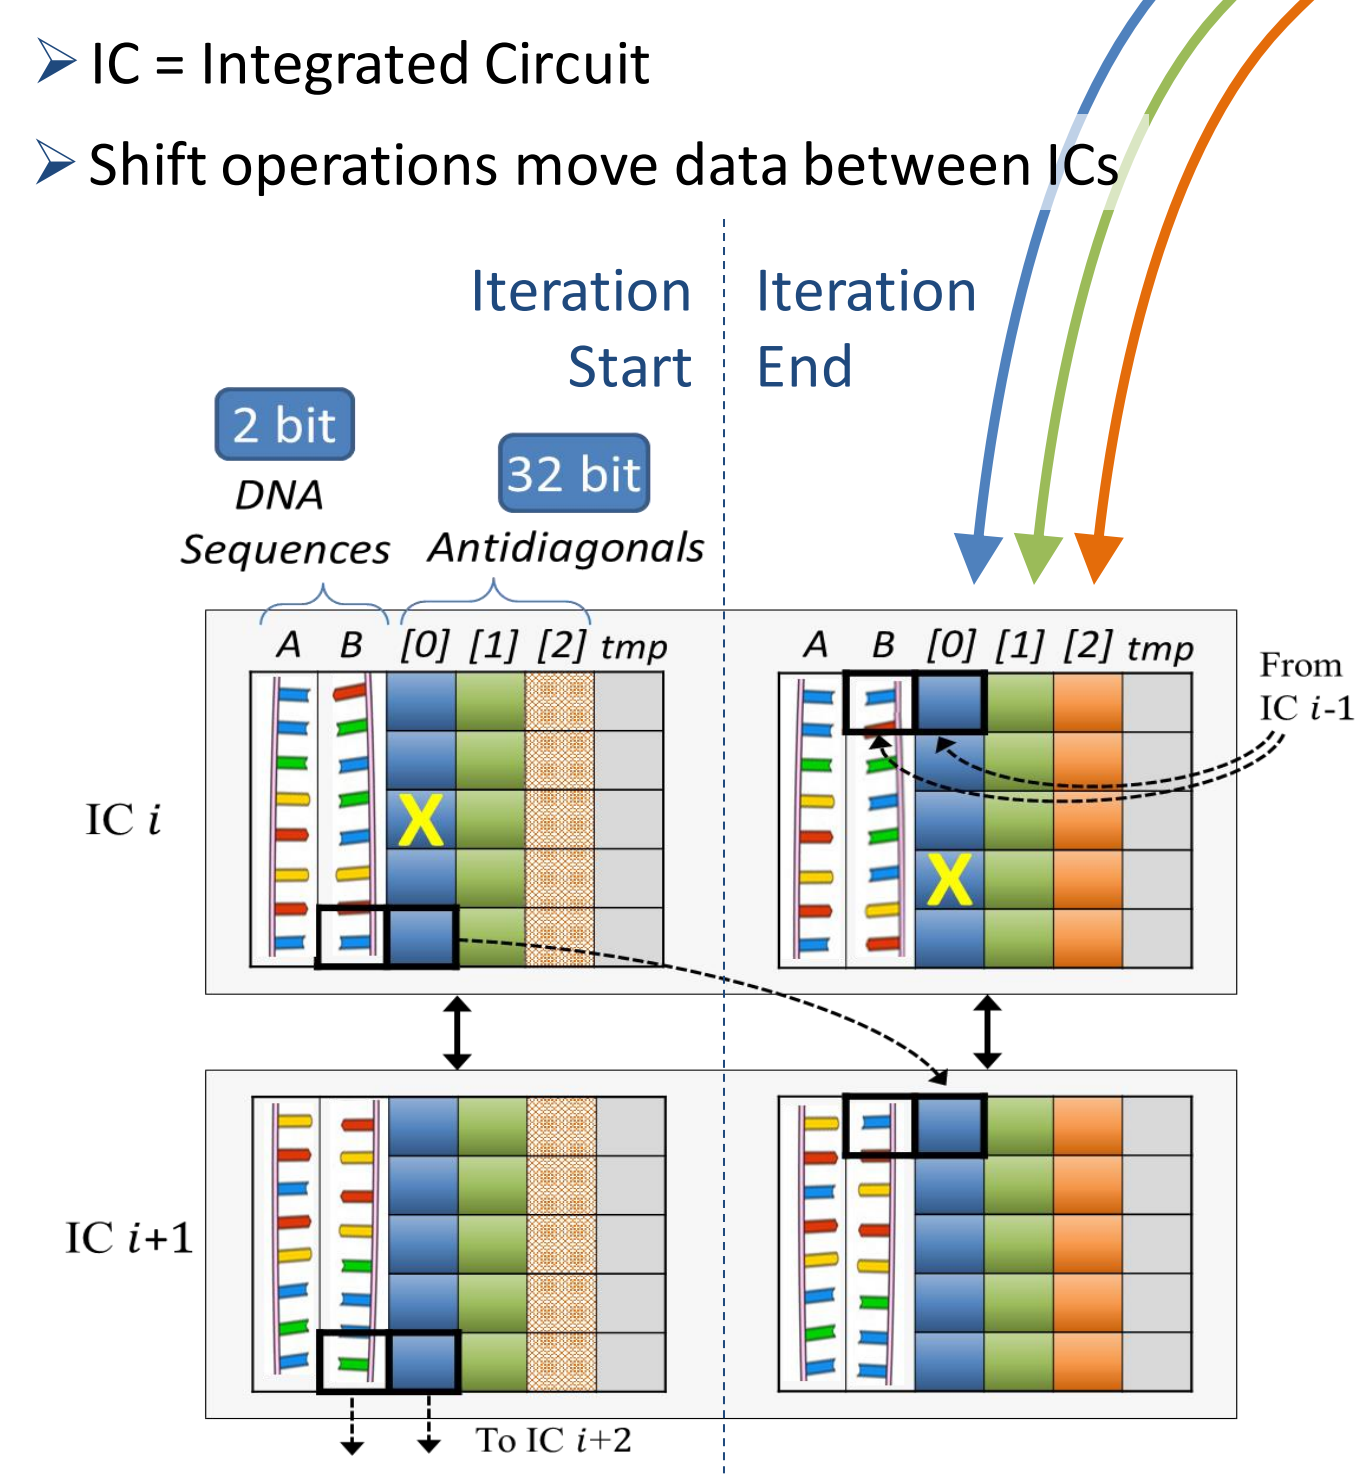 IC = Integrated Circuit
Shift operations move data between ICs
Iteration
Start
Iteration
End
2 bit
DNA
Sequences
32 bit
Antidiagonals
A B [0] [1] [2] tmp
A B [0] [1] [2] tmp
From
IC i-1
IC i
X
X
IC i+1
To IC i+2